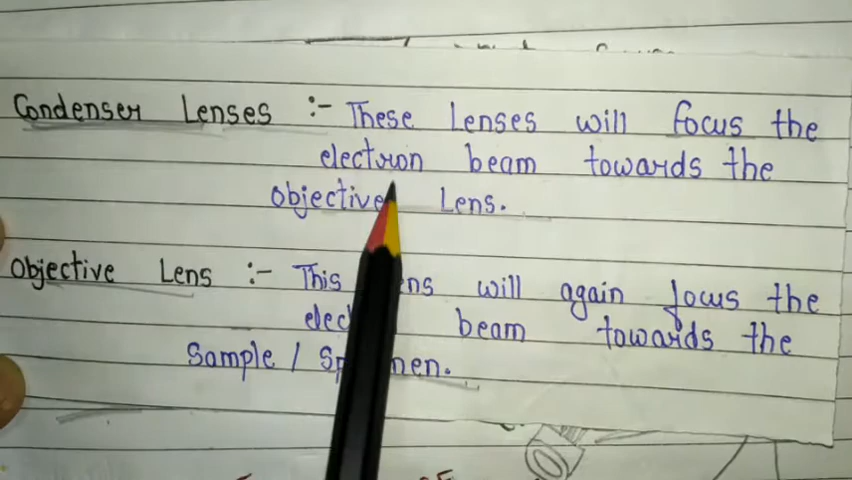 Condenser Lenses :- These Lenses will focus the
electron beam towards the
objective Lens.
Objective Lens :- This will again focus the
beam towards the
Sample /